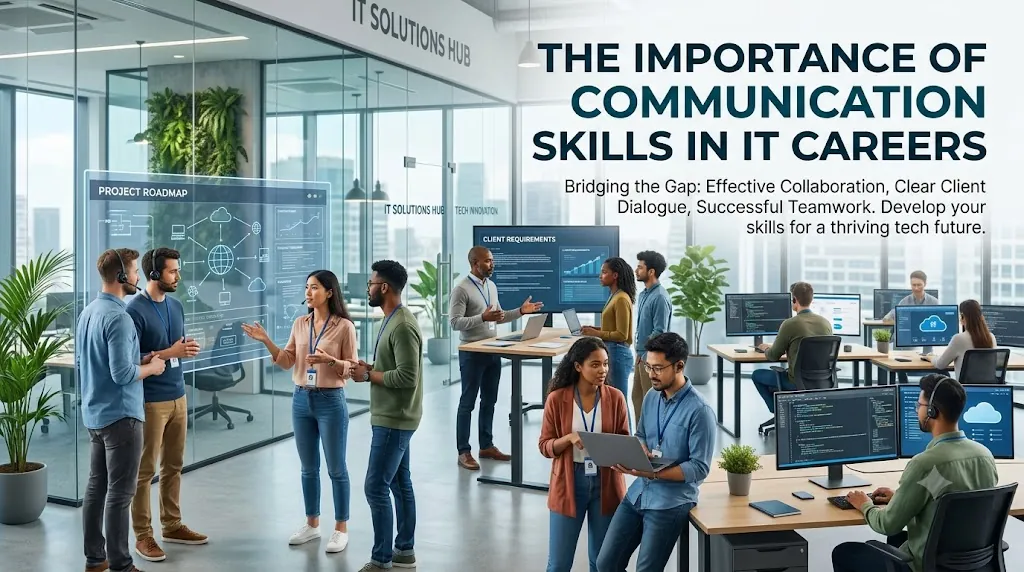 IT SOLUTIONS HUB
THE IMPORTANCE OF
COMMUNICATION
SKILLS IN IT CAREERS
Bridging the Gap: Effective Collaboration, Clear Client
Dialogue, Successful Teamwork. Develop your
skills for a thriving tech future.
PROJECT ROADMAP
IT SOLUTIONS HUB
TECH INNOVATION
CLIENT REQUIREMENTS